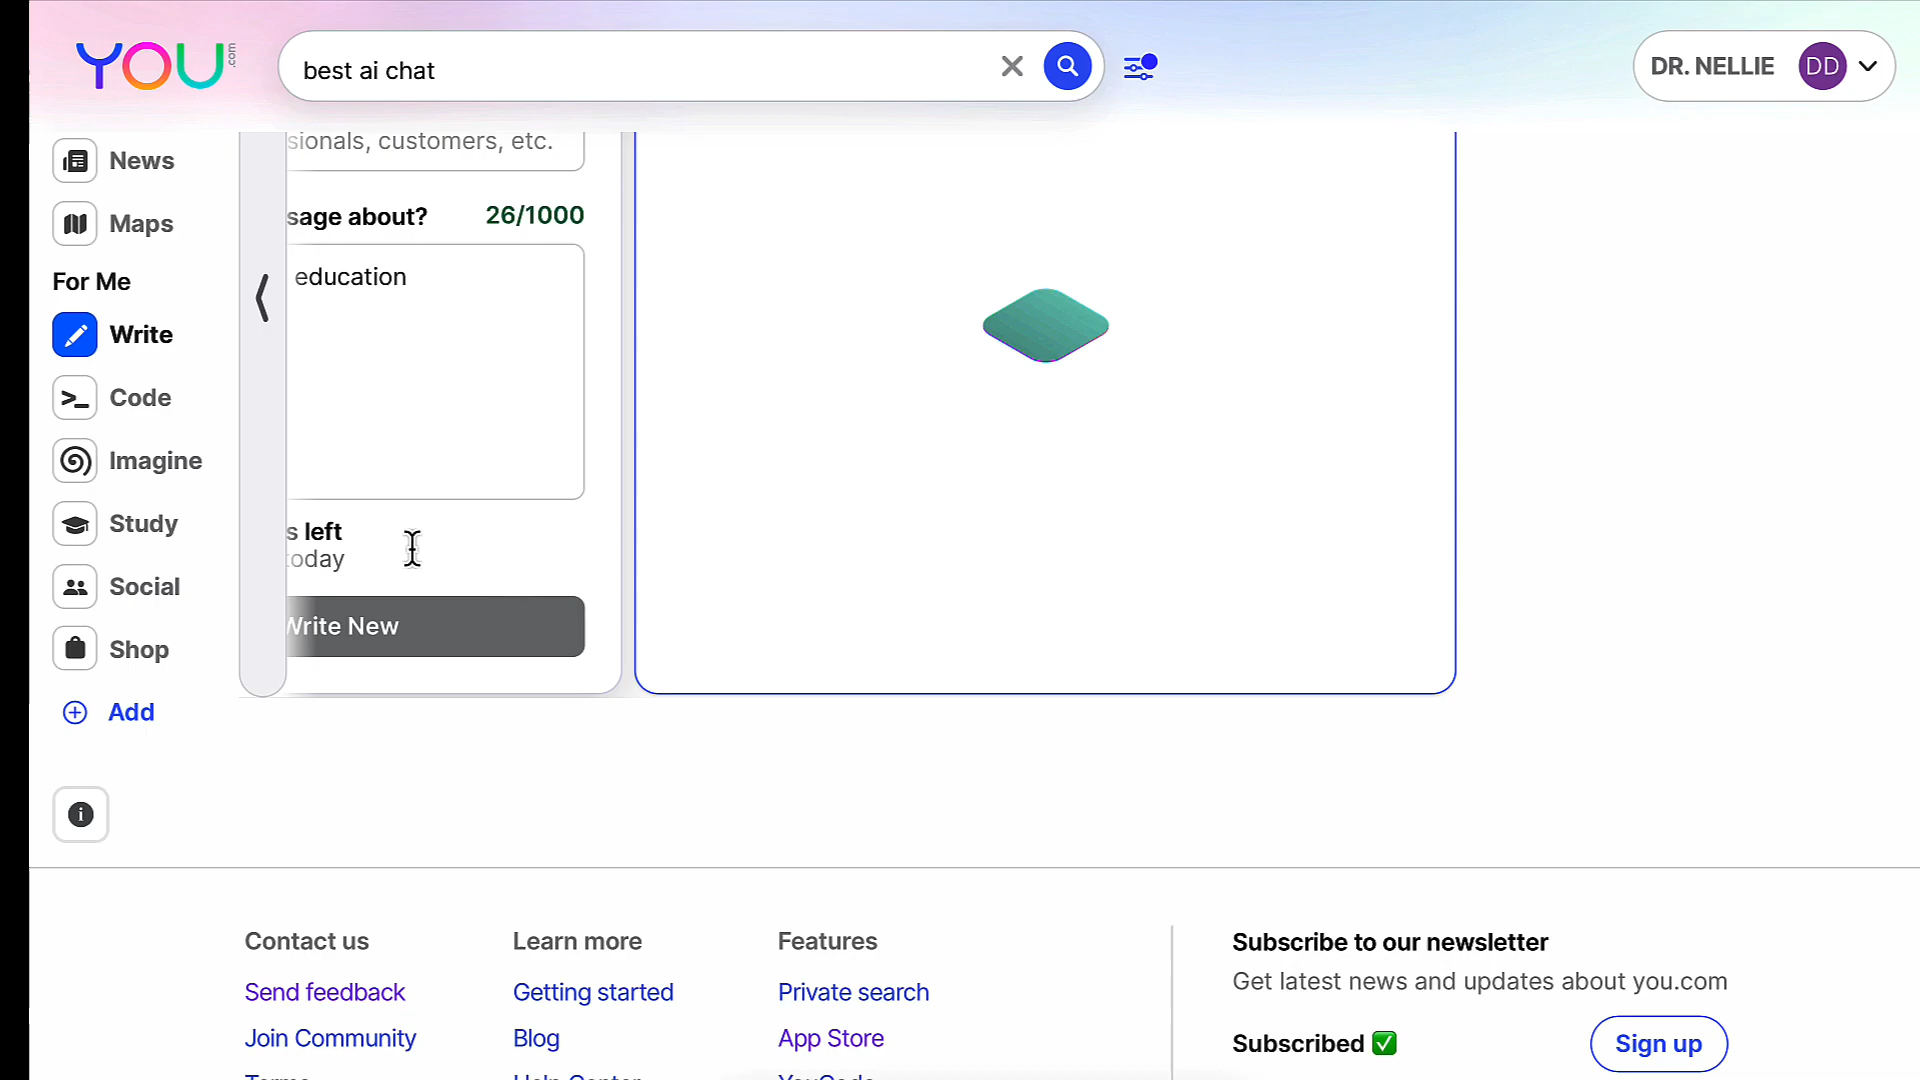 YOU.com
best ai chat
DR. NELLIE DD
News
Maps
For Me
Write
Code
Imagine
Study
Social
Shop
Add
sionals, customers, etc.
sage about? 26/1000
education
s left
today
Write New
Contact us
Send feedback
Join Community
Learn more
Getting started
Blog
Features
Private search
App Store
Subscribe to our newsletter
Get latest news and updates about you.com
Subscribed ✅
Sign up